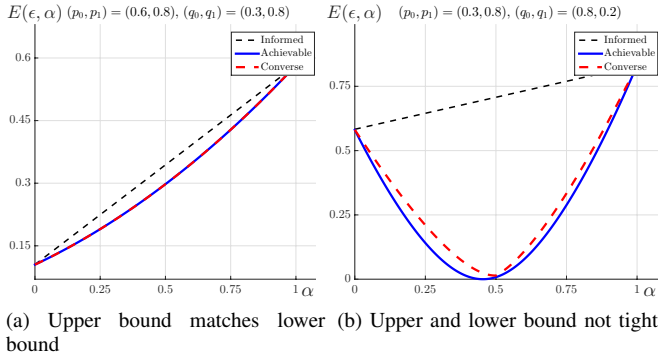 E(ϵ, α) (p₀, p₁) = (0.6, 0.8), (q₀, q₁) = (0.3, 0.8)
Informed
Achievable
Converse
0.6
0.45
0.3
0.15
0 0.25 0.5 0.75 1 α
(a) Upper bound matches lower
bound
E(ϵ, α) (p₀, p₁) = (0.3, 0.8), (q₀, q₁) = (0.8, 0.2)
Informed
Achievable
Converse
0.75
0.5
0.25
0
0 0.25 0.5 0.75 1 α
(b) Upper and lower bound not tight